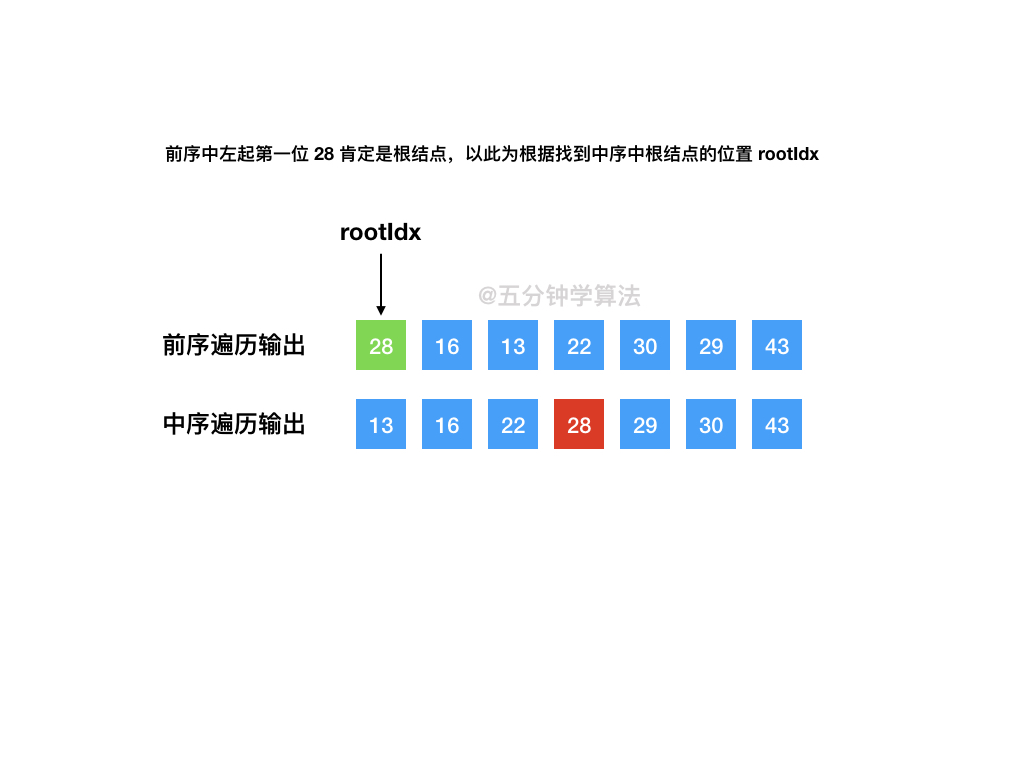 前序中左起第一位 28 肯定是根结点，以此为根据找到中序中根结点的位置 rootIdx
rootIdx
@五分钟学算法
前序遍历输出 28 16 13 22 30 29 43
中序遍历输出 13 16 22 28 29 30 43